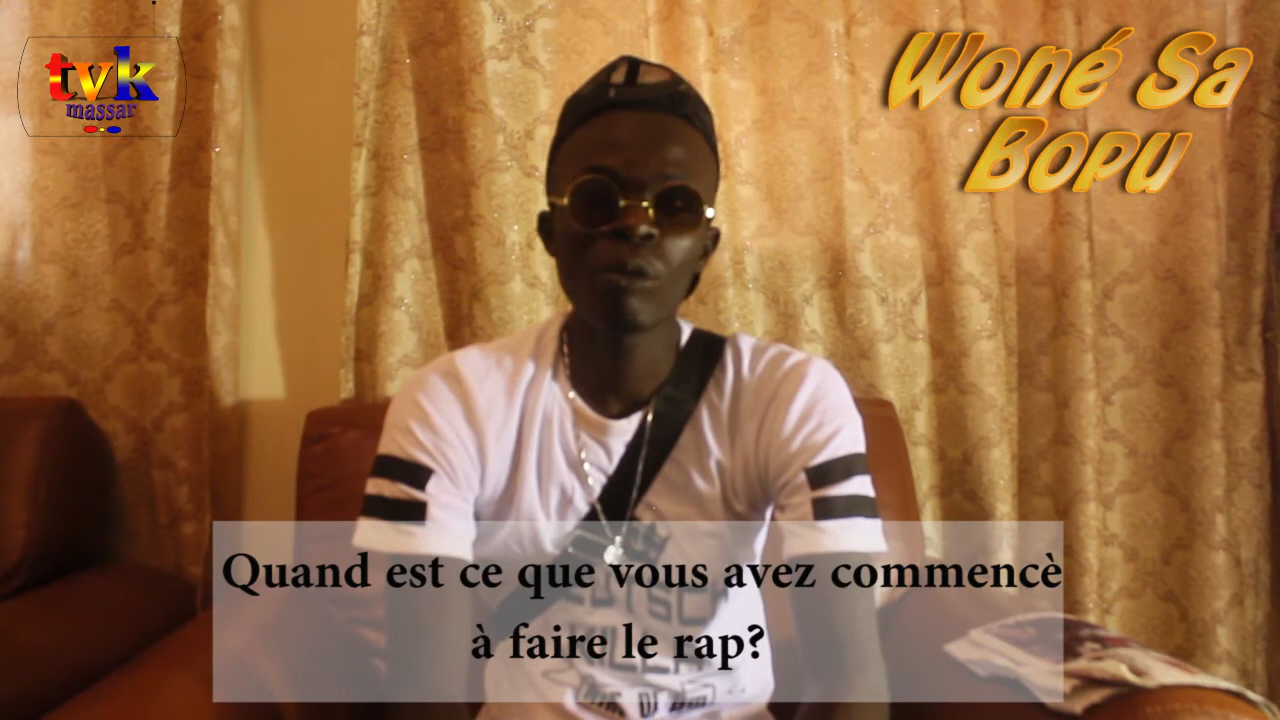 tvk
massar
Woné Sa
Bopu
Quand est ce que vous avez commencè
à faire le rap?